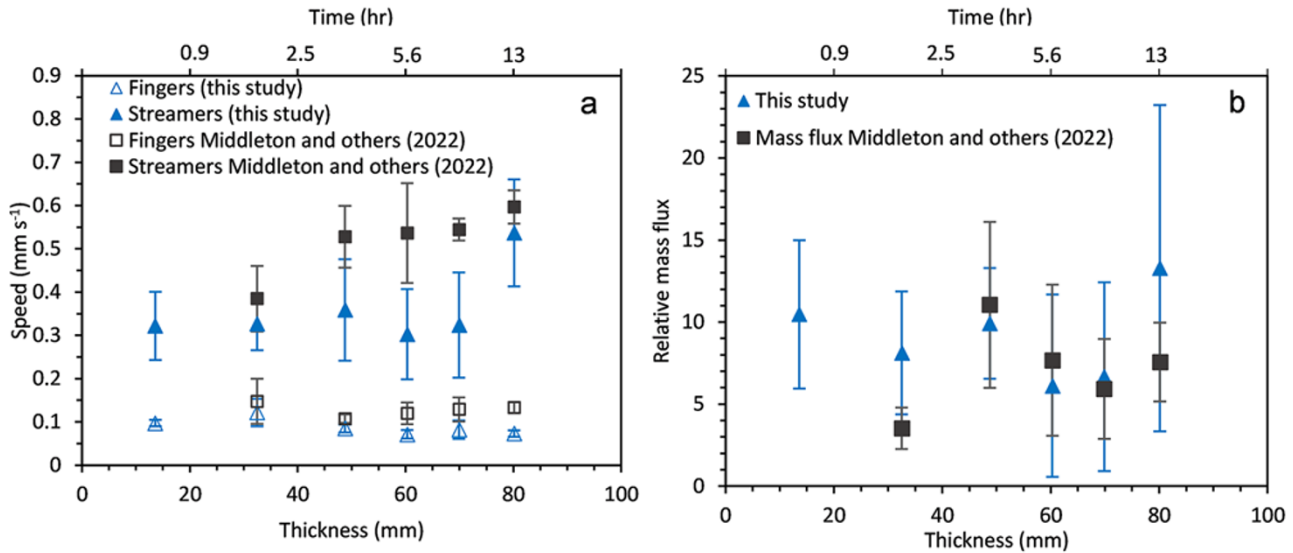 Time (hr)
0.9 2.5 5.6 13
0.9
0.8
0.7
0.6
0.5
0.4
0.3
0.2
0.1
0
Speed (mm s⁻¹)
Fingers (this study)
Streamers (this study)
Fingers Middleton and others (2022)
Streamers Middleton and others (2022)
a
0 20 40 60 80 100
Thickness (mm)
Time (hr)
0.9 2.5 5.6 13
25
20
15
10
5
0
Relative mass flux
This study
Mass flux Middleton and others (2022)
b
0 20 40 60 80 100
Thickness (mm)